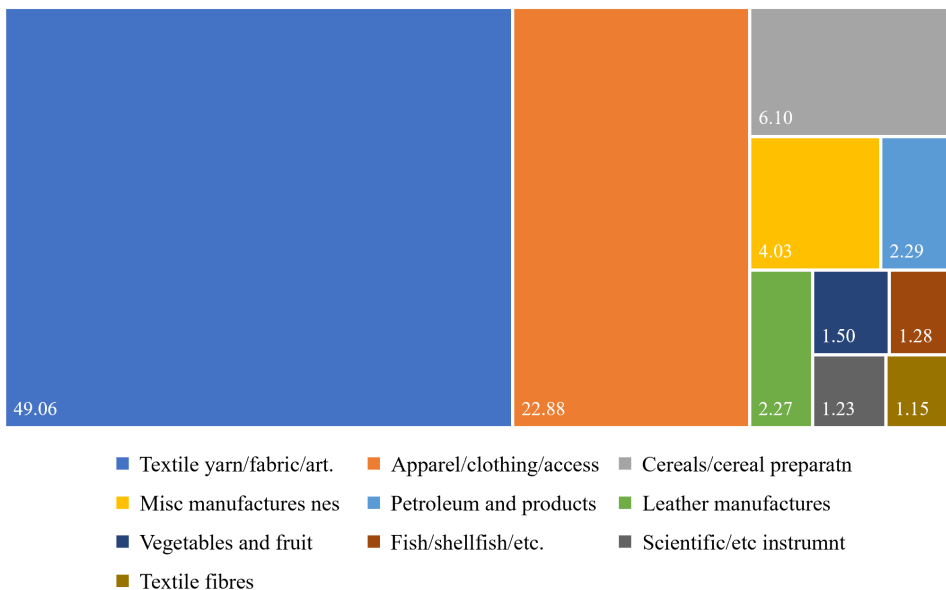 6.10
4.03
2.29
1.50
1.28
49.06
22.88
2.27
1.23
1.15
Textile yarn/fabric/art.
Apparel/clothing/access
Cereals/cereal preparatn
Misc manufactures nes
Petroleum and products
Leather manufactures
Vegetables and fruit
Fish/shellfish/etc.
Scientific/etc instrumnt
Textile fibres